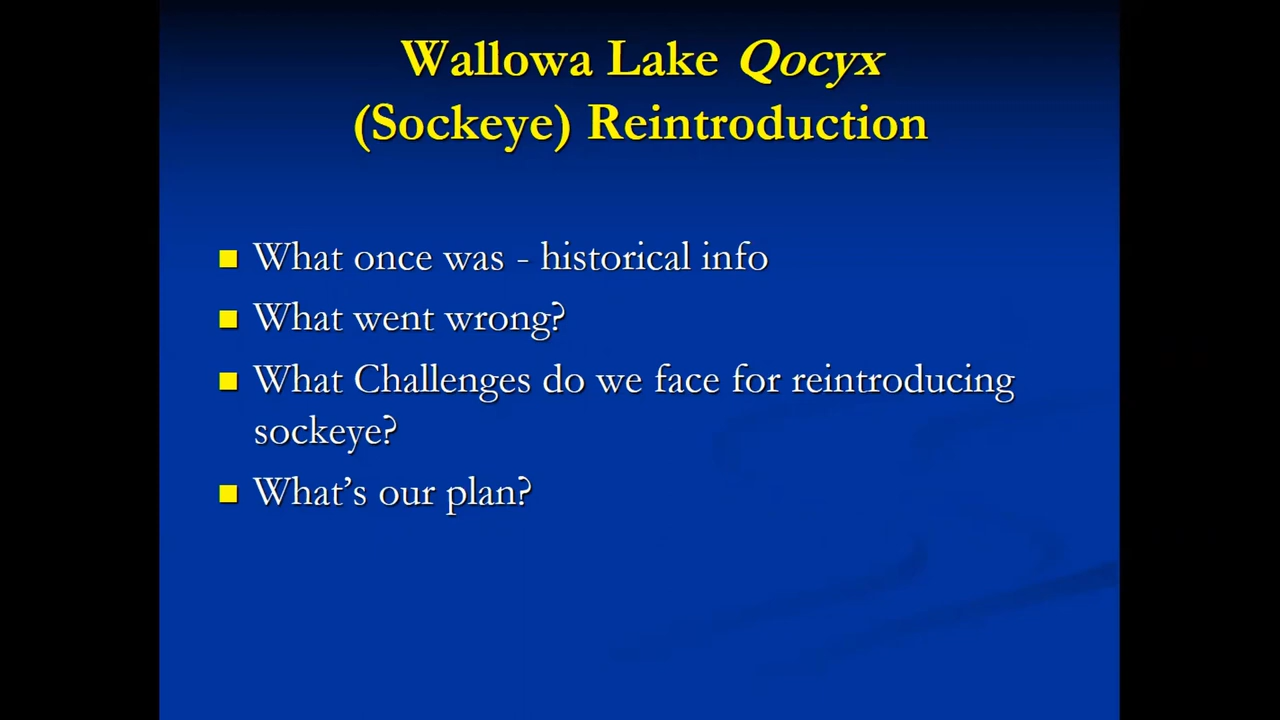 Wallowa Lake Qocyx
(Sockeye) Reintroduction
What once was - historical info
What went wrong?
What Challenges do we face for reintroducing
sockeye?
What’s our plan?